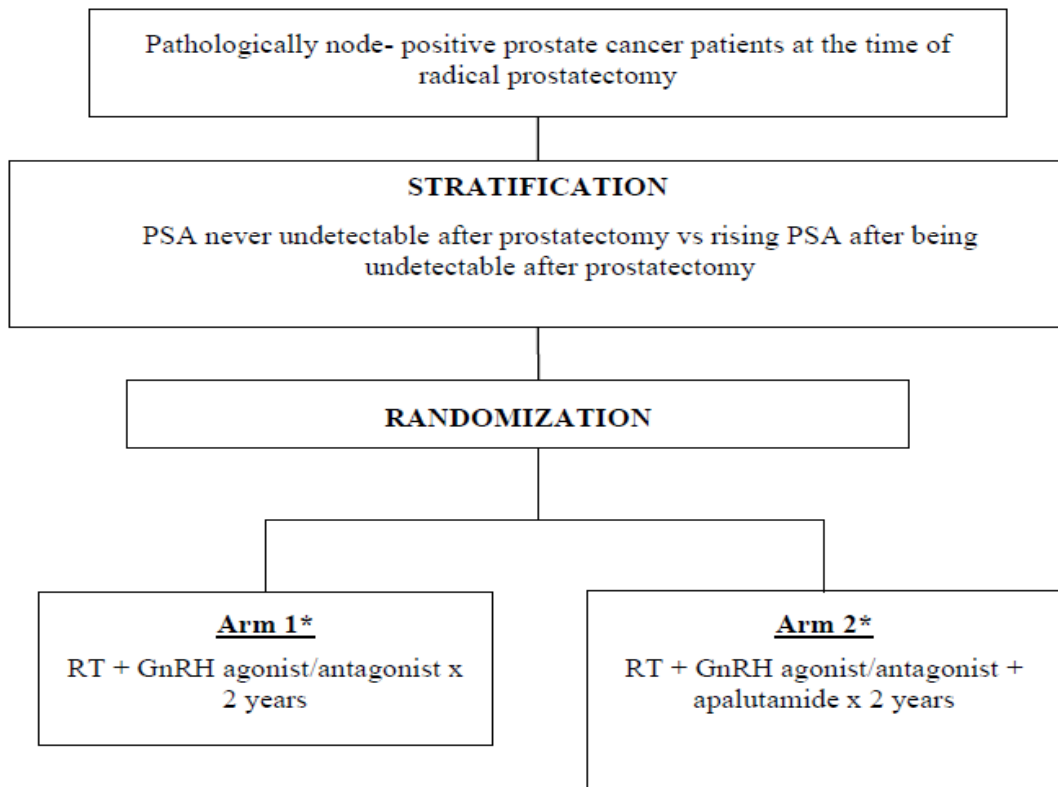 Pathologically node- positive prostate cancer patients at the time of
radical prostatectomy
STRATIFICATION
PSA never undetectable after prostatectomy vs rising PSA after being
undetectable after prostatectomy
RANDOMIZATION
Arm 1*
RT + GnRH agonist/antagonist x
2 years
Arm 2*
RT + GnRH agonist/antagonist +
apalutamide x 2 years